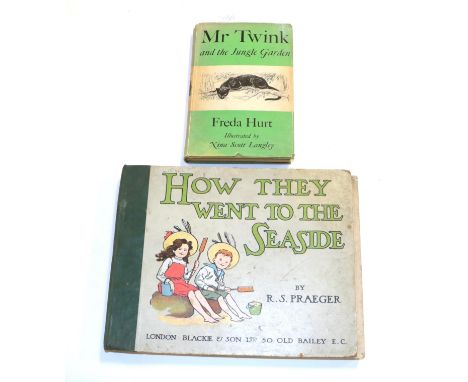 Mr Twink
and the Jungle Garden
Freda Hurt
Illustrated by
Nina Scott Langley
HOW THEY
WENT TO THE
SEASIDE
BY
R. S. PRAEGER
LONDON BLACKIE & SON LTD 50 OLD BAILEY E.C.